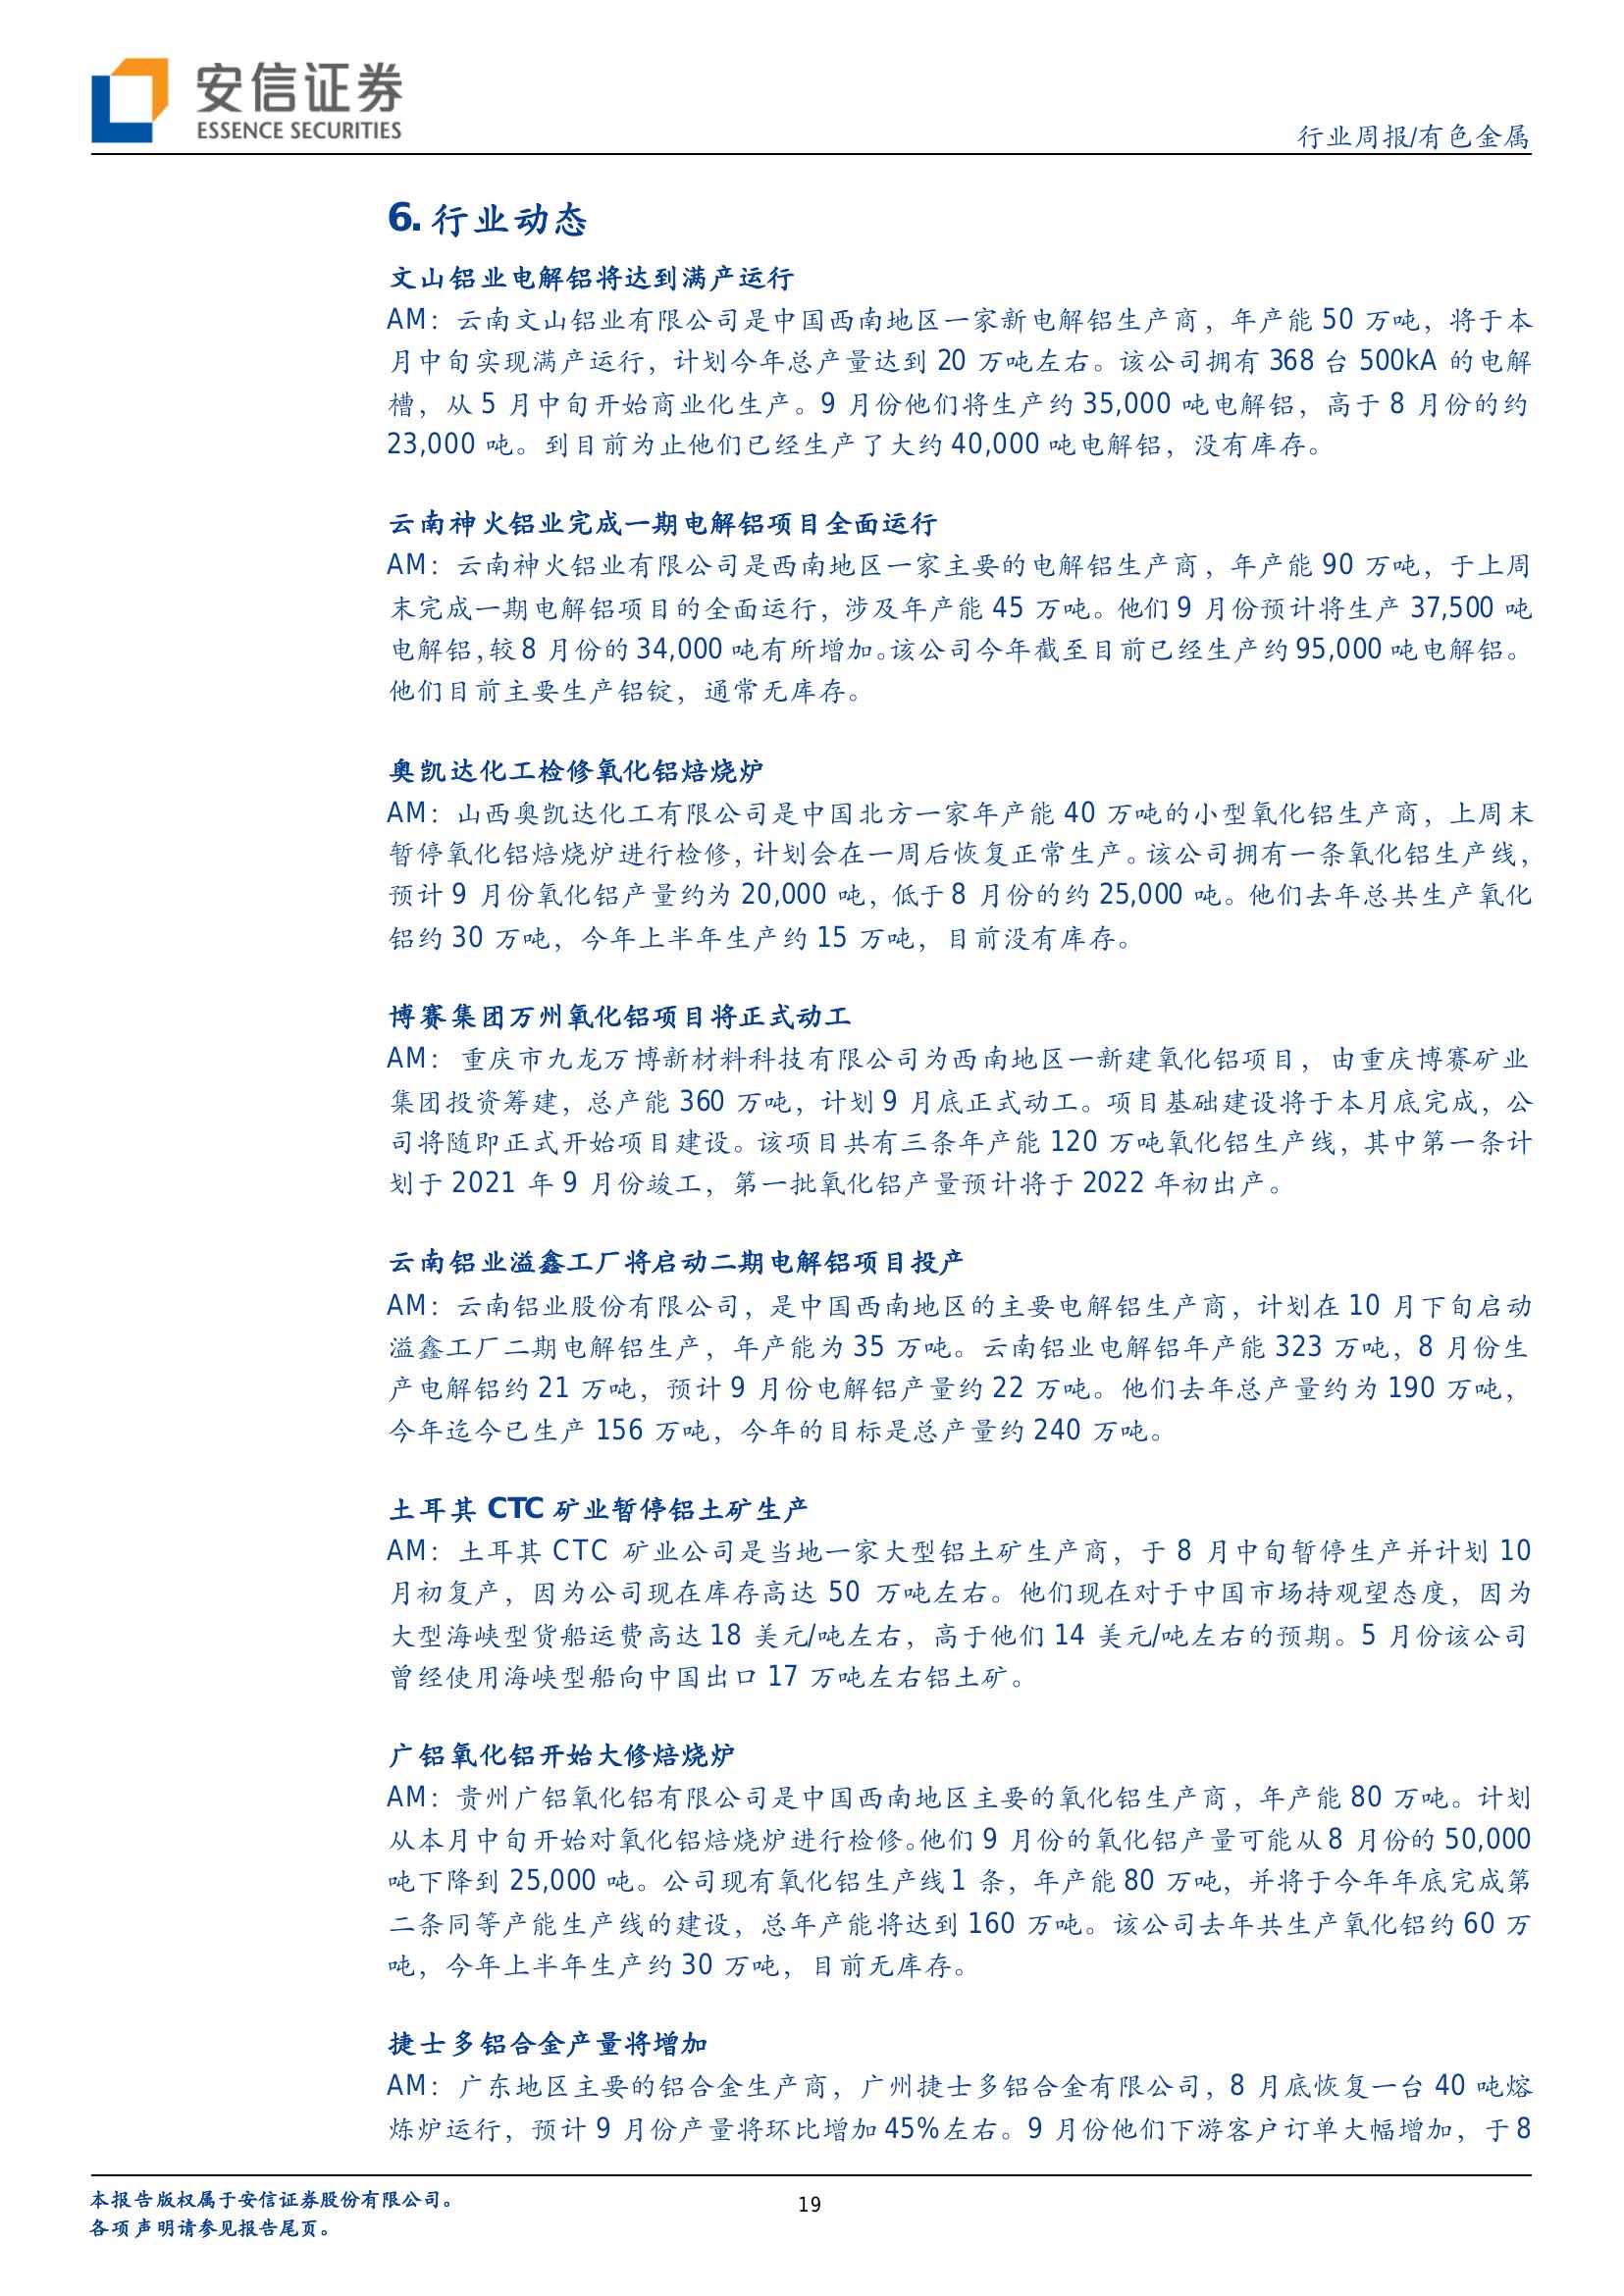 安信证券
ESSENCE SECURITIES
行业周报/有色金属
6. 行业动态
文山铝业电解铝将达到满产运行
AM：云南文山铝业有限公司是中国西南地区一家新电解铝生产商，年产能 50 万吨，将于本
月中旬实现满产运行，计划今年总产量达到 20 万吨左右。该公司拥有 368 台 500kA 的电解
槽，从 5 月中旬开始商业化生产。9 月份他们将生产约 35,000 吨电解铝，高于 8 月份的约
23,000 吨。到目前为止他们已经生产了大约 40,000 吨电解铝，没有库存。
云南神火铝业完成一期电解铝项目全面运行
AM：云南神火铝业有限公司是西南地区一家主要的电解铝生产商，年产能 90 万吨，于上周
末完成一期电解铝项目的全面运行，涉及年产能 45 万吨。他们 9 月份预计将生产 37,500 吨
电解铝，较 8 月份的 34,000 吨有所增加。该公司今年截至目前已经生产约 95,000 吨电解铝。
他们目前主要生产铝锭，通常无库存。
奥凯达化工检修氧化铝焙烧炉
AM：山西奥凯达化工有限公司是中国北方一家年产能 40 万吨的小型氧化铝生产商，上周末
暂停氧化铝焙烧炉进行检修，计划会在一周后恢复正常生产。该公司拥有一条氧化铝生产线，
预计 9 月份氧化铝产量约为 20,000 吨，低于 8 月份的约 25,000 吨。他们去年总共生产氧化
铝约 30 万吨，今年上半年生产约 15 万吨，目前没有库存。
博赛集团万州氧化铝项目将正式动工
AM：重庆市九龙万博新材料科技有限公司为西南地区一新建氧化铝项目，由重庆博赛矿业
集团投资筹建，总产能 360 万吨，计划 9 月底正式动工。项目基础建设将于本月底完成，公
司将随即正式开始项目建设。该项目共有三条年产能 120 万吨氧化铝生产线，其中第一条计
划于 2021 年 9 月份竣工，第一批氧化铝产量预计将于 2022 年初出产。
云南铝业溢鑫工厂将启动二期电解铝项目投产
AM：云南铝业股份有限公司，是中国西南地区的主要电解铝生产商，计划在 10 月下旬启动
溢鑫工厂二期电解铝生产，年产能为 35 万吨。云南铝业电解铝年产能 323 万吨，8 月份生
产电解铝约 21 万吨，预计 9 月份电解铝产量约 22 万吨。他们去年总产量约为 190 万吨，
今年迄今已生产 156 万吨，今年的目标是总产量约 240 万吨。
土耳其 CTC 矿业暂停铝土矿生产
AM：土耳其 CTC 矿业公司是当地一家大型铝土矿生产商，于 8 月中旬暂停生产并计划 10
月初复产，因为公司现在库存高达 50 万吨左右。他们现在对于中国市场持观望态度，因为
大型海峡型货船运费高达 18 美元/吨左右，高于他们 14 美元/吨左右的预期。5 月份该公司
曾经使用海峡型船向中国出口 17 万吨左右铝土矿。
广铝氧化铝开始大修焙烧炉
AM：贵州广铝氧化铝有限公司是中国西南地区主要的氧化铝生产商，年产能 80 万吨。计划
从本月中旬开始对氧化铝焙烧炉进行检修。他们 9 月份的氧化铝产量可能从 8 月份的 50,000
吨下降到 25,000 吨。公司现有氧化铝生产线 1 条，年产能 80 万吨，并将于今年年底完成第
二条同等产能生产线的建设，总年产能将达到 160 万吨。该公司去年共生产氧化铝约 60 万
吨，今年上半年生产约 30 万吨，目前无库存。
捷士多铝合金产量将增加
AM：广东地区主要的铝合金生产商，广州捷士多铝合金有限公司，8 月底恢复一台 40 吨熔
炼炉运行，预计 9 月份产量将环比增加 45%左右。9 月份他们下游客户订单大幅增加，于 8
本报告版权属于安信证券股份有限公司。
各项声明请参见报告尾页。
19